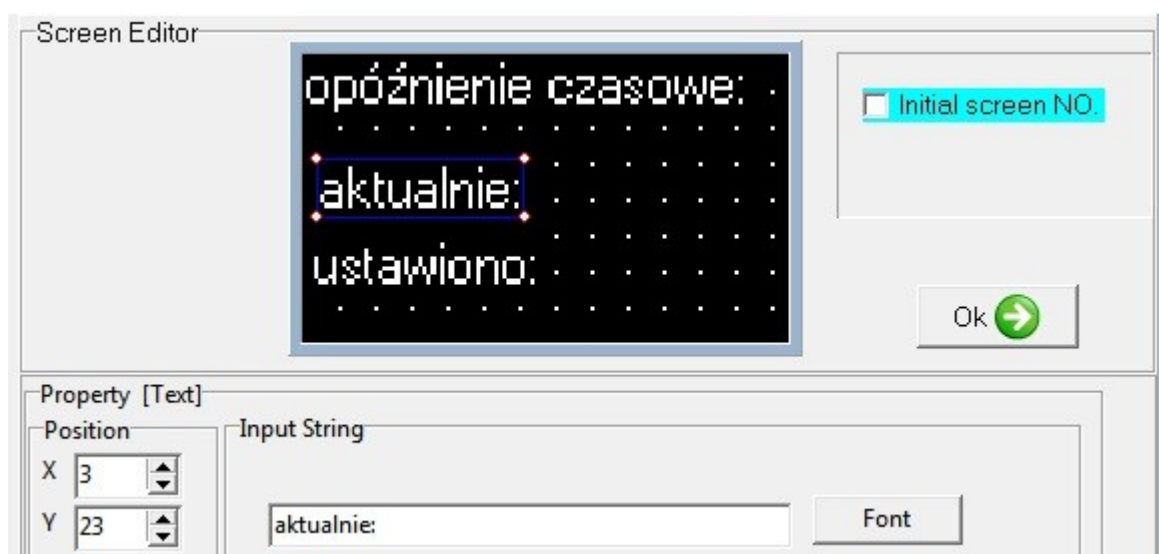 Screen Editor
opóźnienie czasowe:
Initial screen NO.
aktualnie:
ustawiono:
Ok
Property [Text]
Position
Input String
X 3
Y 23
aktualnie:
Font